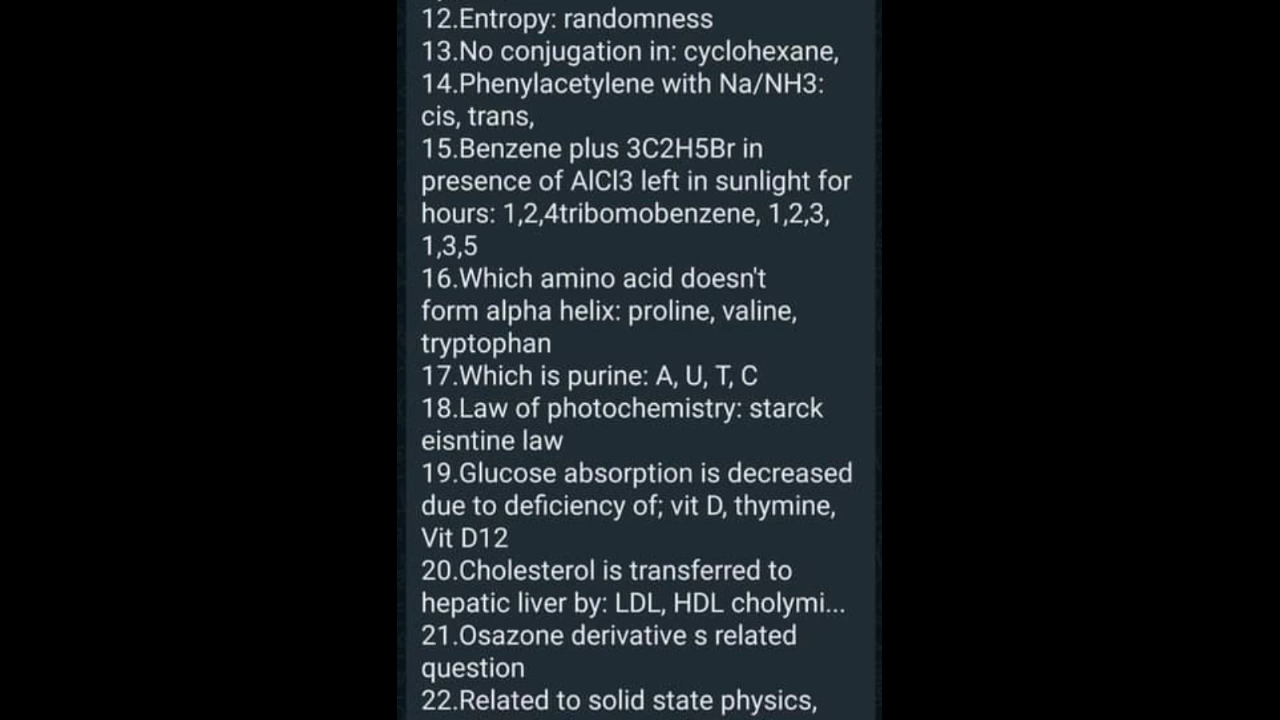 12.Entropy: randomness
13.No conjugation in: cyclohexane,
14.Phenylacetylene with Na/NH3:
cis, trans,
15.Benzene plus 3C2H5Br in
presence of AlCl3 left in sunlight for
hours: 1,2,4tribomobenzene, 1,2,3,
1,3,5
16.Which amino acid doesn't
form alpha helix: proline, valine,
tryptophan
17.Which is purine: A, U, T, C
18.Law of photochemistry: starck
eisntine law
19.Glucose absorption is decreased
due to deficiency of; vit D, thymine,
Vit D12
20.Cholesterol is transferred to
hepatic liver by: LDL, HDL cholymi...
21.Osazone derivative s related
question
22.Related to solid state physics,